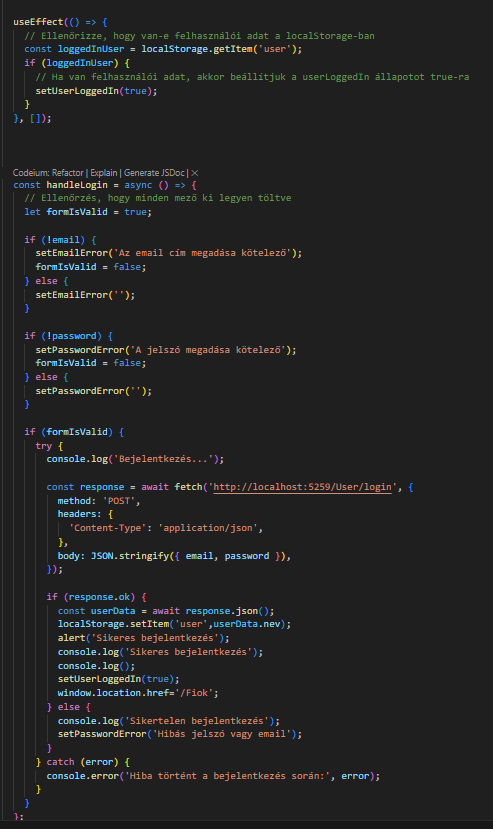 useEffect(() => {
  // Ellenőrizze, hogy van-e felhasználói adat a localStorage-ban
  const loggedInUser = localStorage.getItem('user');
  if (loggedInUser) {
    // Ha van felhasználói adat, akkor beállítjuk a userLoggedIn állapotot true-ra
    setUserLoggedIn(true);
  }
}, []);
Codeium: Refactor | Explain | Generate JSDoc | ×
const handleLogin = async () => {
  // Ellenőrzés, hogy minden mező ki legyen töltve
  let formIsValid = true;
  if (!email) {
    setEmailError('Az email cím megadása kötelező');
    formIsValid = false;
  } else {
    setEmailError('');
  }
  if (!password) {
    setPasswordError('A jelszó megadása kötelező');
    formIsValid = false;
  } else {
    setPasswordError('');
  }
  if (formIsValid) {
    try {
      console.log('Bejelentkezés...');
      const response = await fetch('http://localhost:5259/User/login', {
        method: 'POST',
        headers: {
          'Content-Type': 'application/json',
        },
        body: JSON.stringify({ email, password }),
      });
      if (response.ok) {
        const userData = await response.json();
        localStorage.setItem('user',userData.nev);
        alert('Sikeres bejelentkezés');
        console.log('Sikeres bejelentkezés');
        console.log();
        setUserLoggedIn(true);
        window.location.href='/Fiok';
      } else {
        console.log('Sikertelen bejelentkezés');
        setPasswordError('Hibás jelszó vagy email');
      }
    } catch (error) {
      console.error('Hiba történt a bejelentkezés során:', error);
    }
  }
};